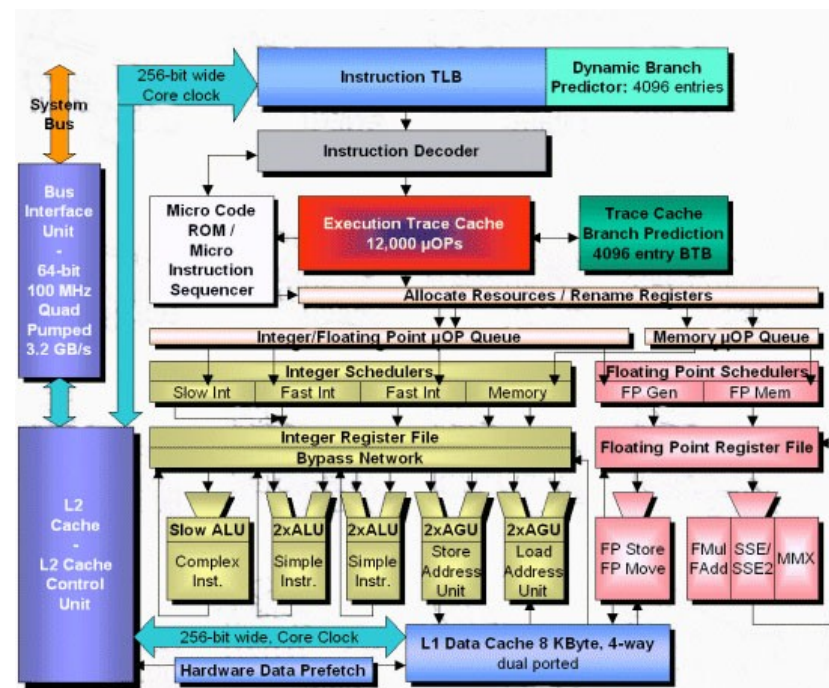 256-bit wide
Core clock
Instruction TLB
Dynamic Branch
Predictor; 4096 entries
System
Bus
Instruction Decoder
Bus
Interface
Unit
-
64-bit
100 MHz
Quad
Pumped
3.2 GB/s
Micro Code
ROM /
Micro
Instruction
Sequencer
Execution Trace Cache
12,000 µOPs
Trace Cache
Branch Prediction
4096 entry BTB
Allocate Resources / Rename Registers
Integer/Floating Point µOP Queue
Memory µOP Queue
Integer Schedulers
Slow Int
Fast Int
Fast Int
Memory
Floating Point Schedulers
FP Gen
FP Mem
Integer Register File
Bypass Network
Floating Point Register File
L2
Cache
-
L2 Cache
Control
Unit
Slow ALU
Complex
Inst.
2xALU
Simple
Instr.
2xALU
Simple
Instr.
2xAGU
Store
Address
Unit
2xAGU
Load
Address
Unit
FP Store
FP Move
FMul
FAdd
SSE/
SSE2
MMX
256-bit wide, Core Clock
L1 Data Cache 8 KByte, 4-way
dual ported
Hardware Data Prefetch